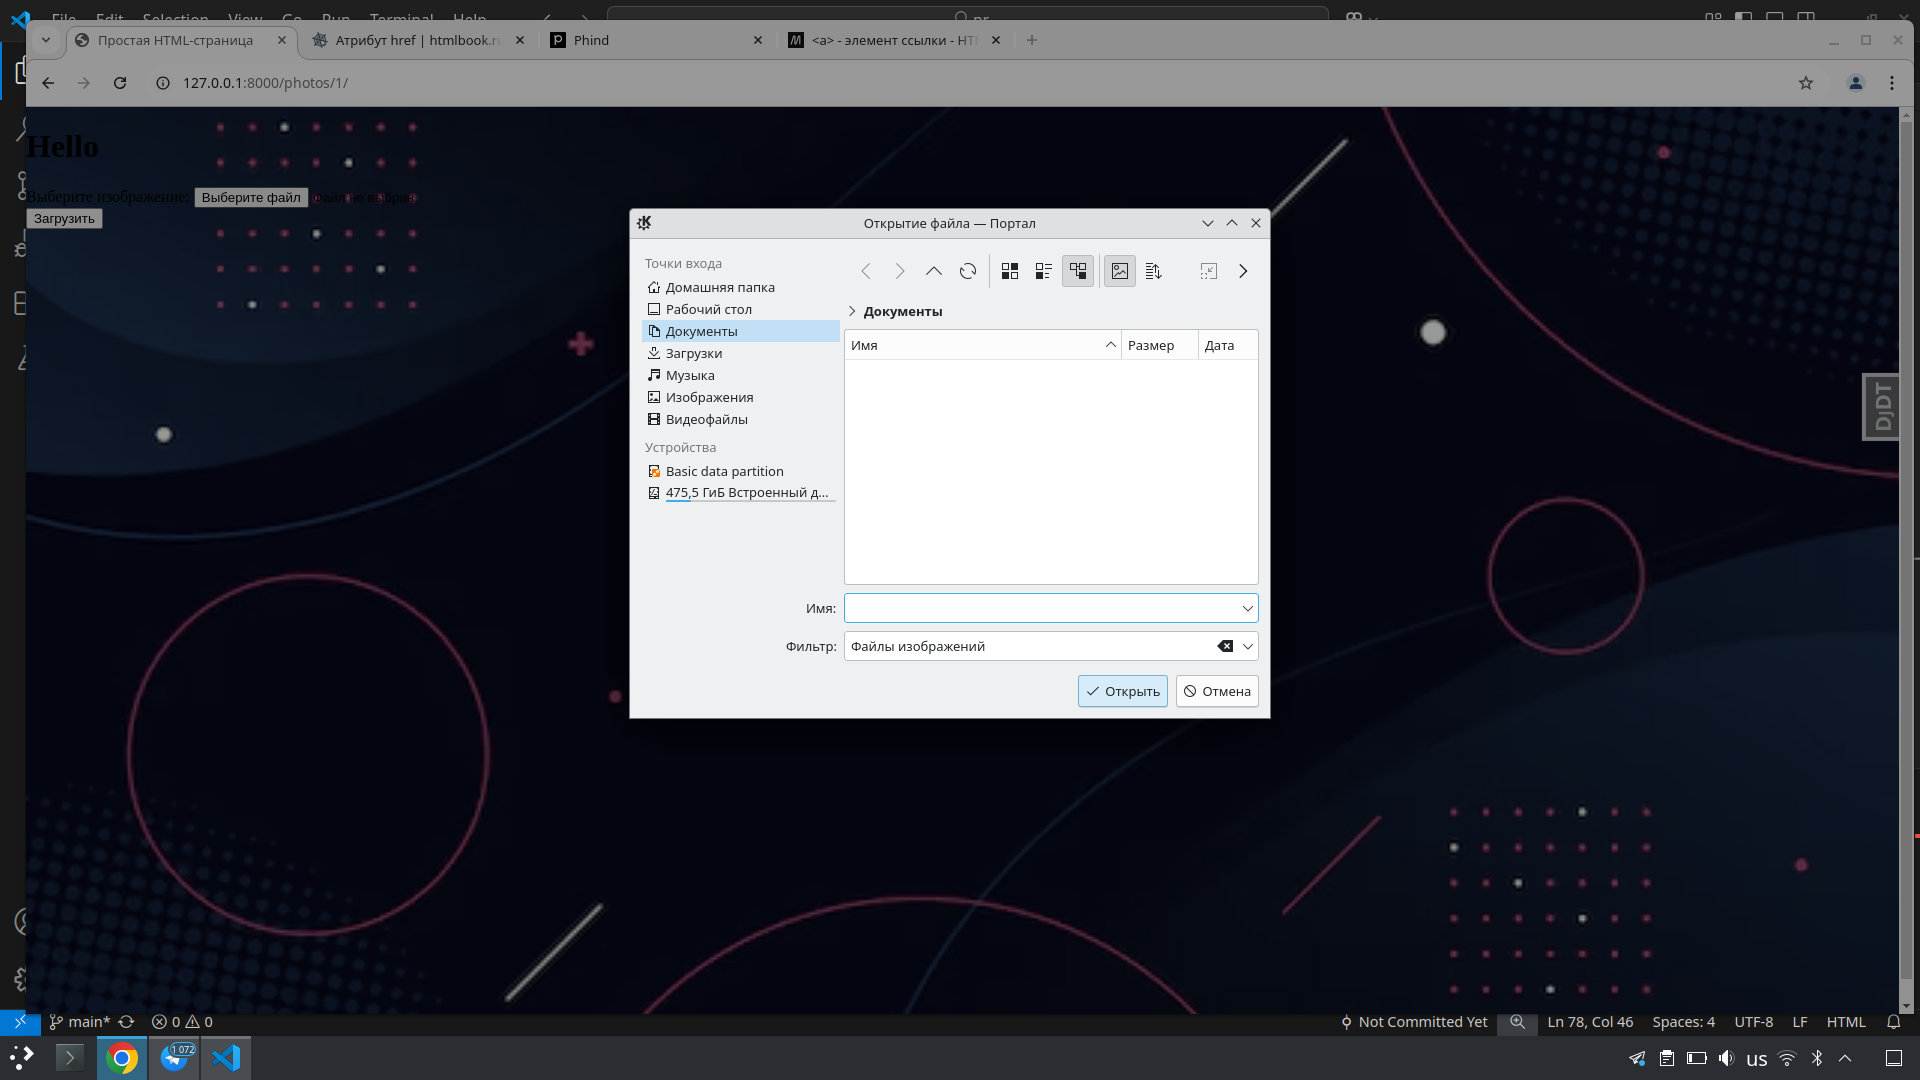 File Edit Selection View Go Run Terminal Help
pr
Простая HTML-страница
Атрибут href | htmlbook.ru
Phind
<a> - элемент ссылки - HT
127.0.0.1:8000/photos/1/
Hello
Выберите изображение: Выберите файл Файл не выбран
Загрузить
Открытие файла — Портал
Точки входа
Домашняя папка
Рабочий стол
Документы
Загрузки
Музыка
Изображения
Видеофайлы
Устройства
Basic data partition
475,5 ГиБ Встроенный д...
Документы
Имя Размер Дата
Имя:
Фильтр: Файлы изображений
Открыть Отмена
DjDT
main* 0 0 Not Committed Yet Ln 78, Col 46 Spaces: 4 UTF-8 LF HTML
1 072
us